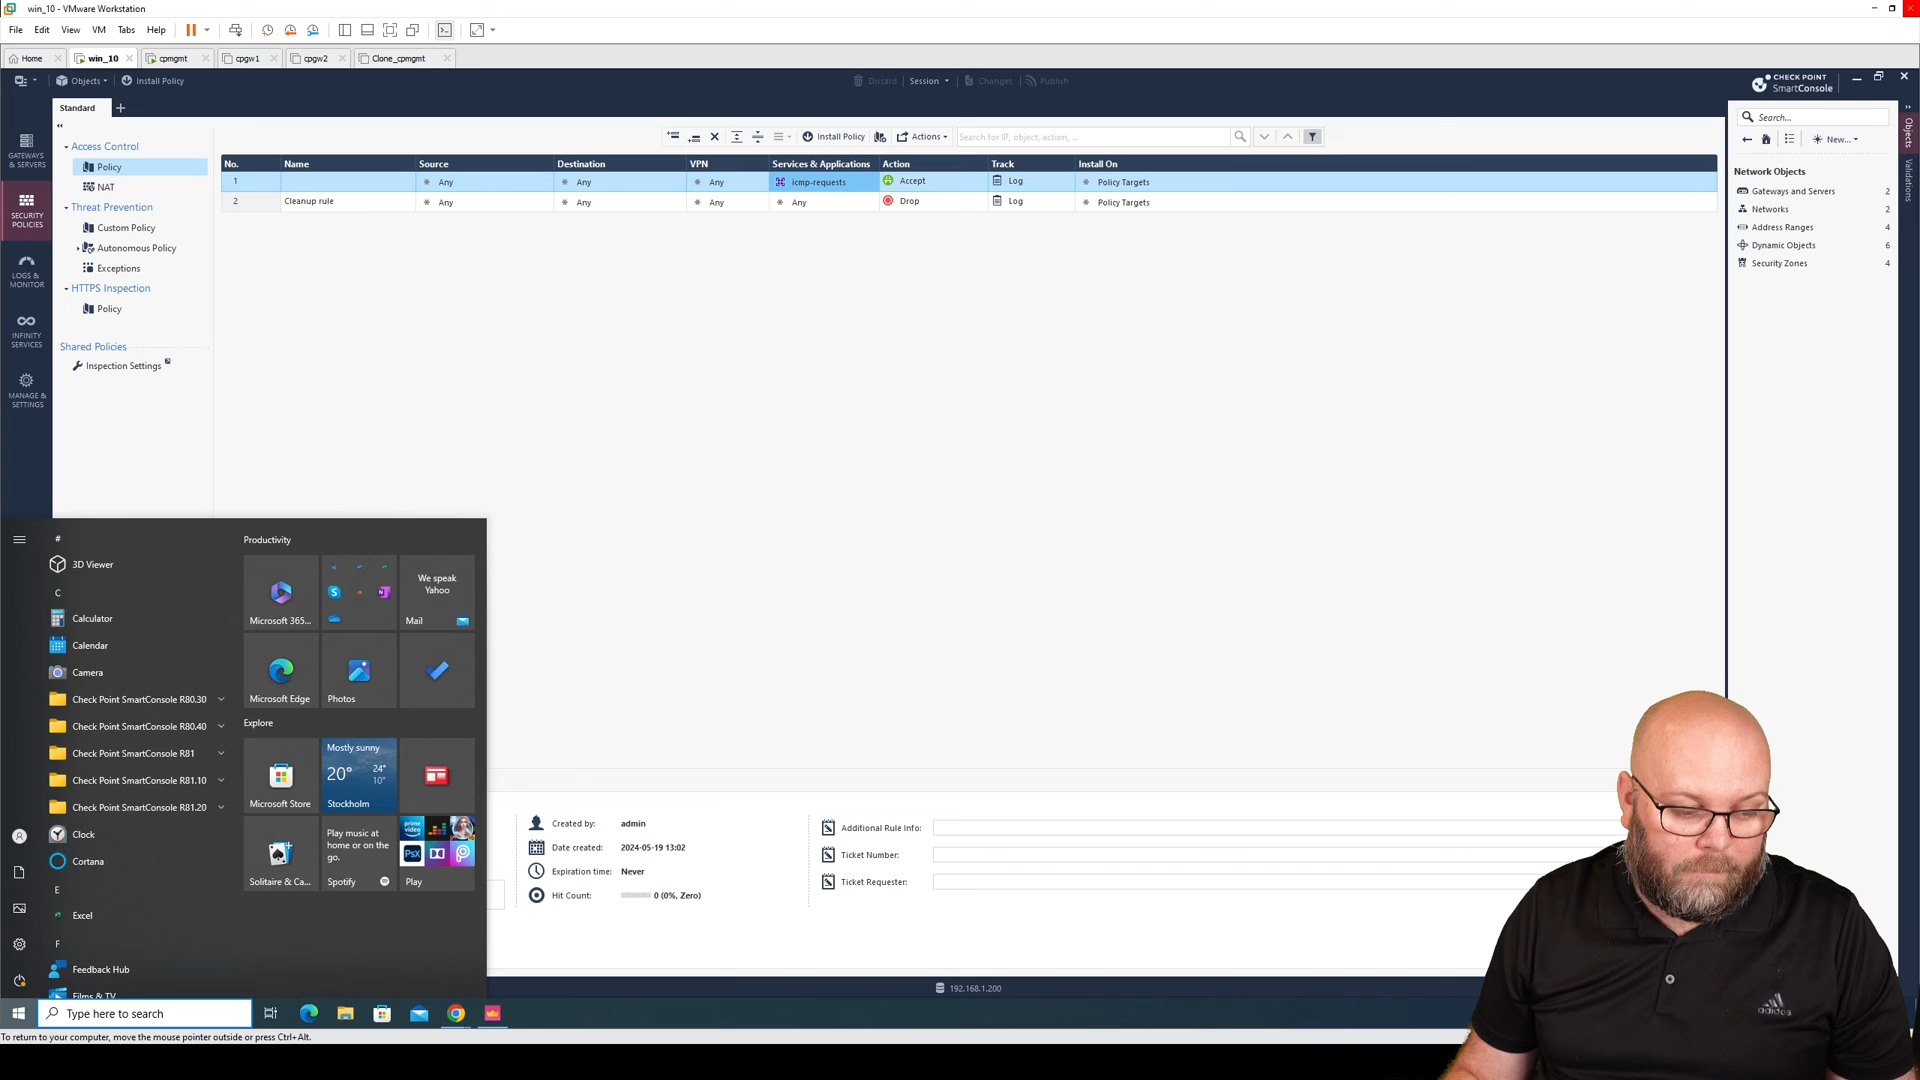 win_10 - VMware Workstation
File Edit View VM Tabs Help
Home win_10 cpmgmt cpgw1 cpgw2 Clone_cpmgmt
Objects Install Policy Discard Session Changes Publish
CHECK POINT
SmartConsole
Standard
Search...
New...
Objects
Validations
GATEWAYS
& SERVERS
SECURITY
POLICIES
LOGS &
MONITOR
INFINITY
SERVICES
MANAGE &
SETTINGS
Access Control
Policy
NAT
Threat Prevention
Custom Policy
Autonomous Policy
Exceptions
HTTPS Inspection
Policy
Shared Policies
Inspection Settings
Install Policy Actions Search for IP, object, action, ...
No. Name Source Destination VPN Services & Applications Action Track Install On
1 Any Any Any icmp-requests Accept Log Policy Targets
2 Cleanup rule Any Any Any Any Drop Log Policy Targets
Network Objects
Gateways and Servers 2
Networks 2
Address Ranges 4
Dynamic Objects 6
Security Zones 4
#
3D Viewer
C
Calculator
Calendar
Camera
Check Point SmartConsole R80.30
Check Point SmartConsole R80.40
Check Point SmartConsole R81
Check Point SmartConsole R81.10
Check Point SmartConsole R81.20
Clock
Cortana
E
Excel
F
Feedback Hub
Films & TV
Productivity
Microsoft 365...
We speak
Yahoo
Mail
Microsoft Edge
Photos
Explore
Microsoft Store
Mostly sunny
20° 24°
10°
Stockholm
Solitaire & Ca...
Play music at
home or on the
go.
Spotify
prime
video
Play
Created by: admin
Date created: 2024-05-19 13:02
Expiration time: Never
Hit Count: 0 (0%, Zero)
Additional Rule Info:
Ticket Number:
Ticket Requester:
192.168.1.200
Type here to search
To return to your computer, move the mouse pointer outside or press Ctrl+Alt.
adidas